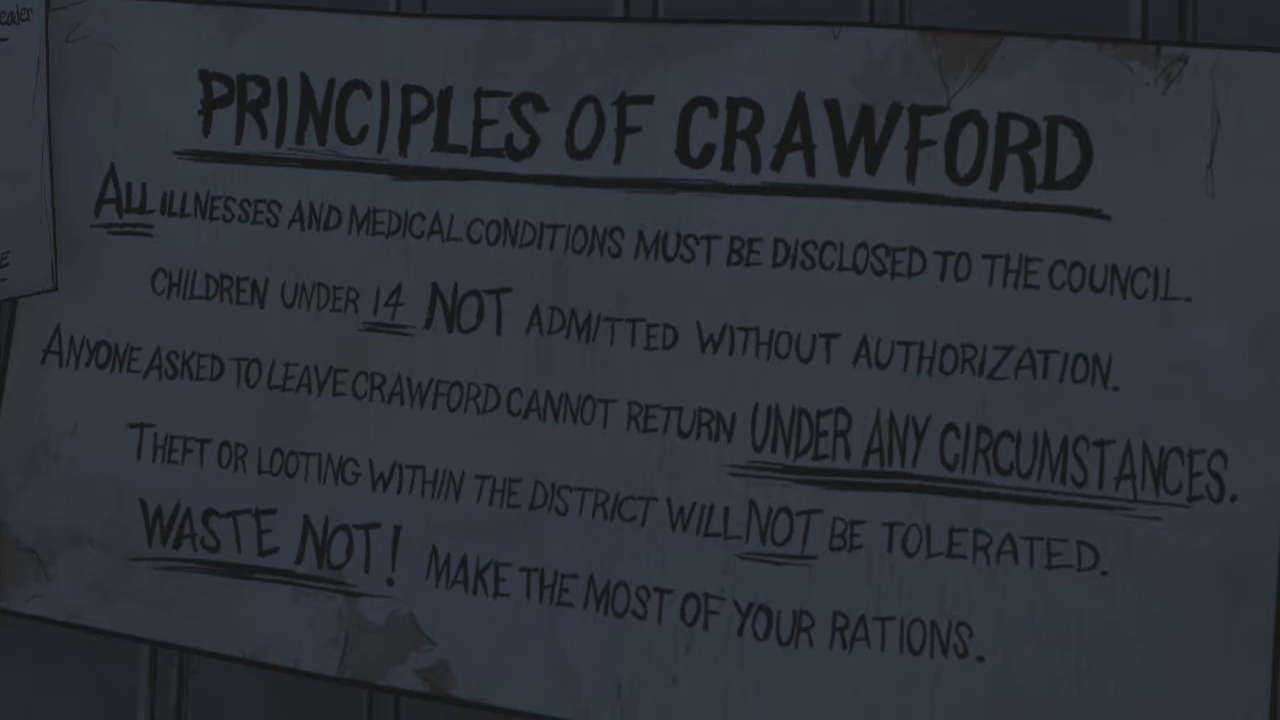 eader
PRINCIPLES OF CRAWFORD
ALL ILLNESSES AND MEDICAL CONDITIONS MUST BE DISCLOSED TO THE COUNCIL.
CHILDREN UNDER 14 NOT ADMITTED WITHOUT AUTHORIZATION.
ANYONE ASKED TO LEAVE CRAWFORD CANNOT RETURN UNDER ANY CIRCUMSTANCES.
THEFT OR LOOTING WITHIN THE DISTRICT WILL NOT BE TOLERATED.
WASTE NOT! MAKE THE MOST OF YOUR RATIONS.